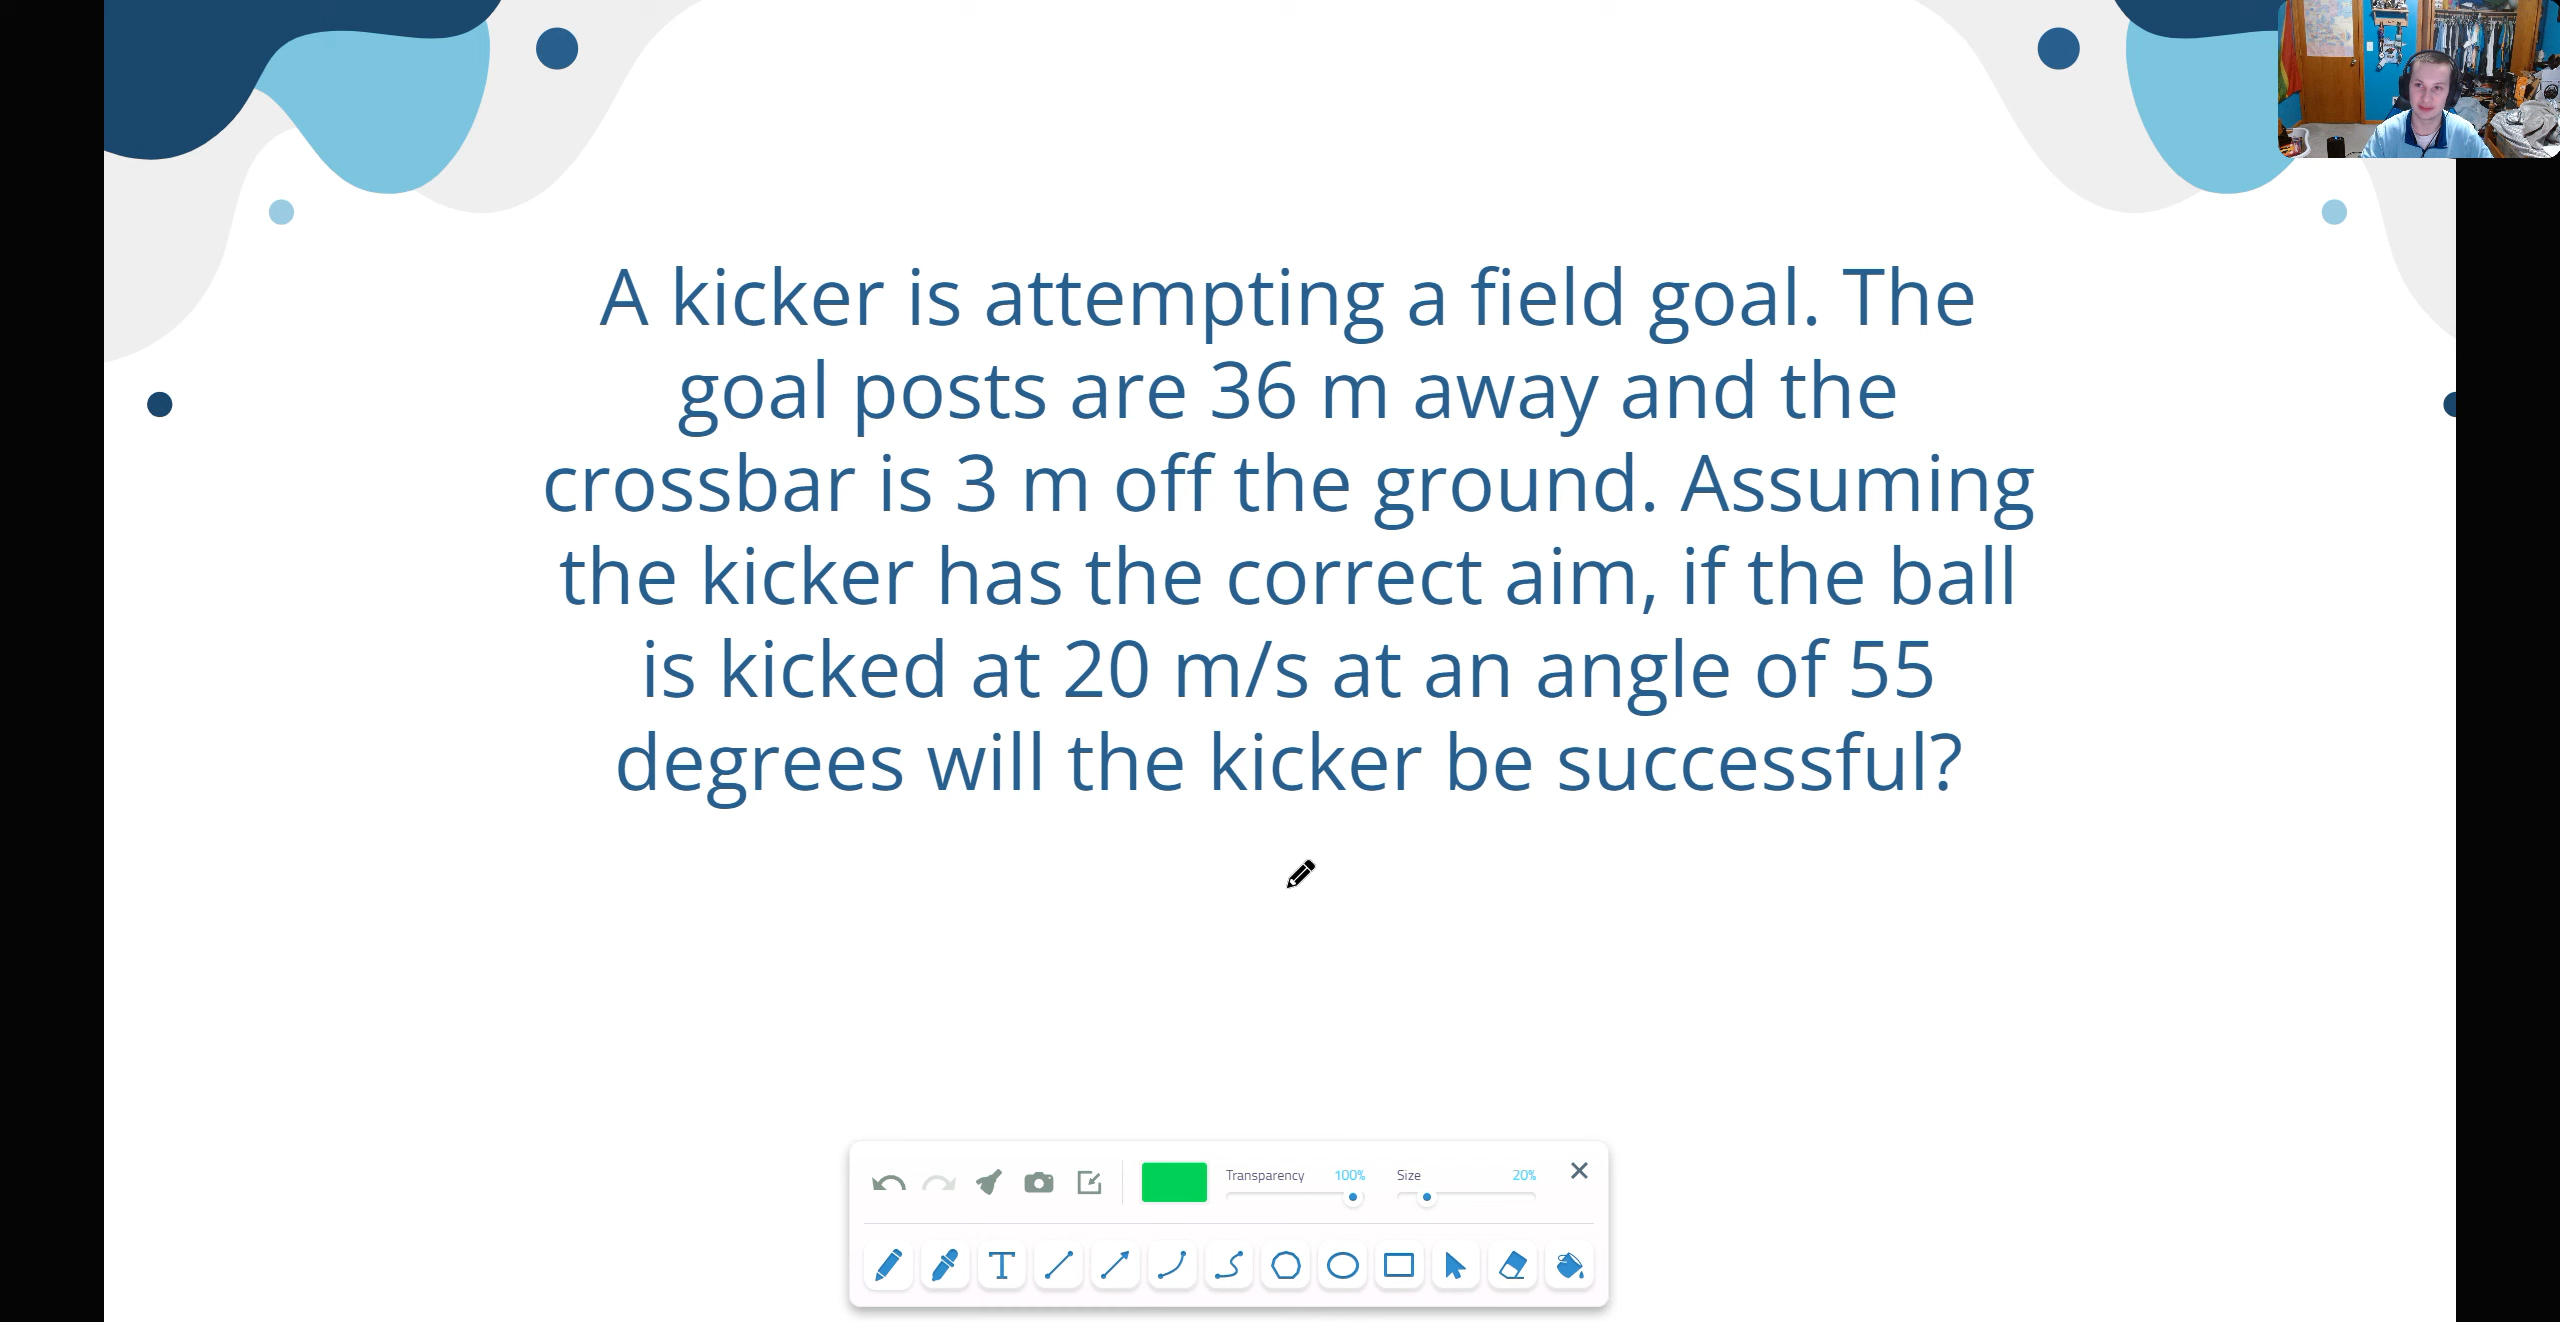 A kicker is attempting a field goal. The
goal posts are 36 m away and the
crossbar is 3 m off the ground. Assuming
the kicker has the correct aim, if the ball
is kicked at 20 m/s at an angle of 55
degrees will the kicker be successful?
Transparency 100% Size 20%